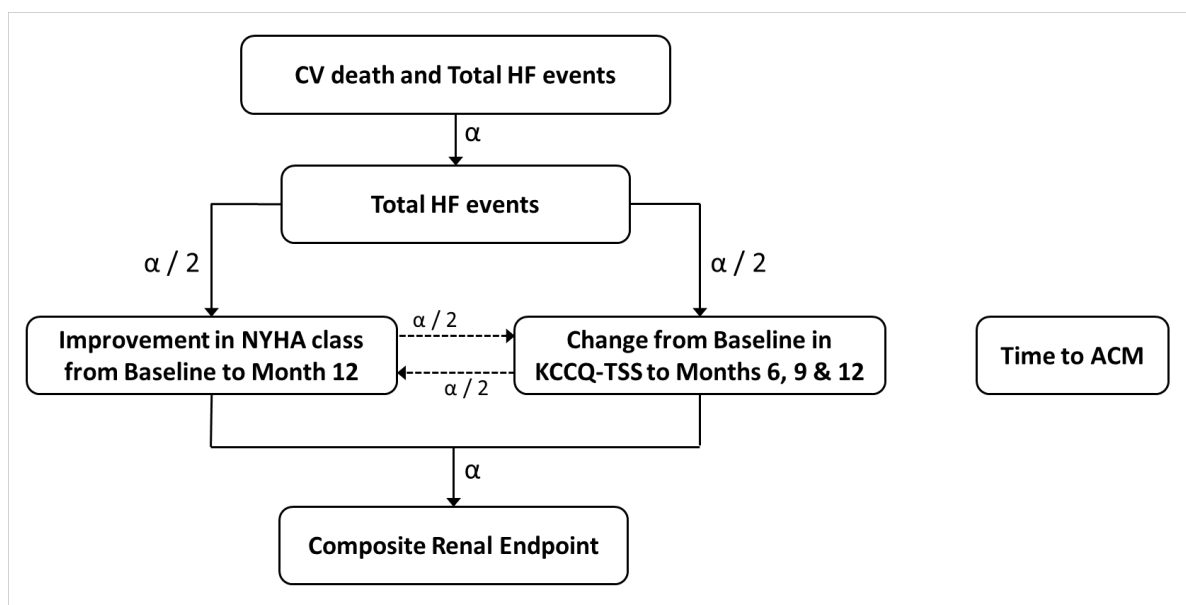 CV death and Total HF events
α
Total HF events
α / 2
α / 2
Improvement in NYHA class
from Baseline to Month 12
α / 2
α / 2
Change from Baseline in
KCCQ-TSS to Months 6, 9 & 12
Time to ACM
α
Composite Renal Endpoint